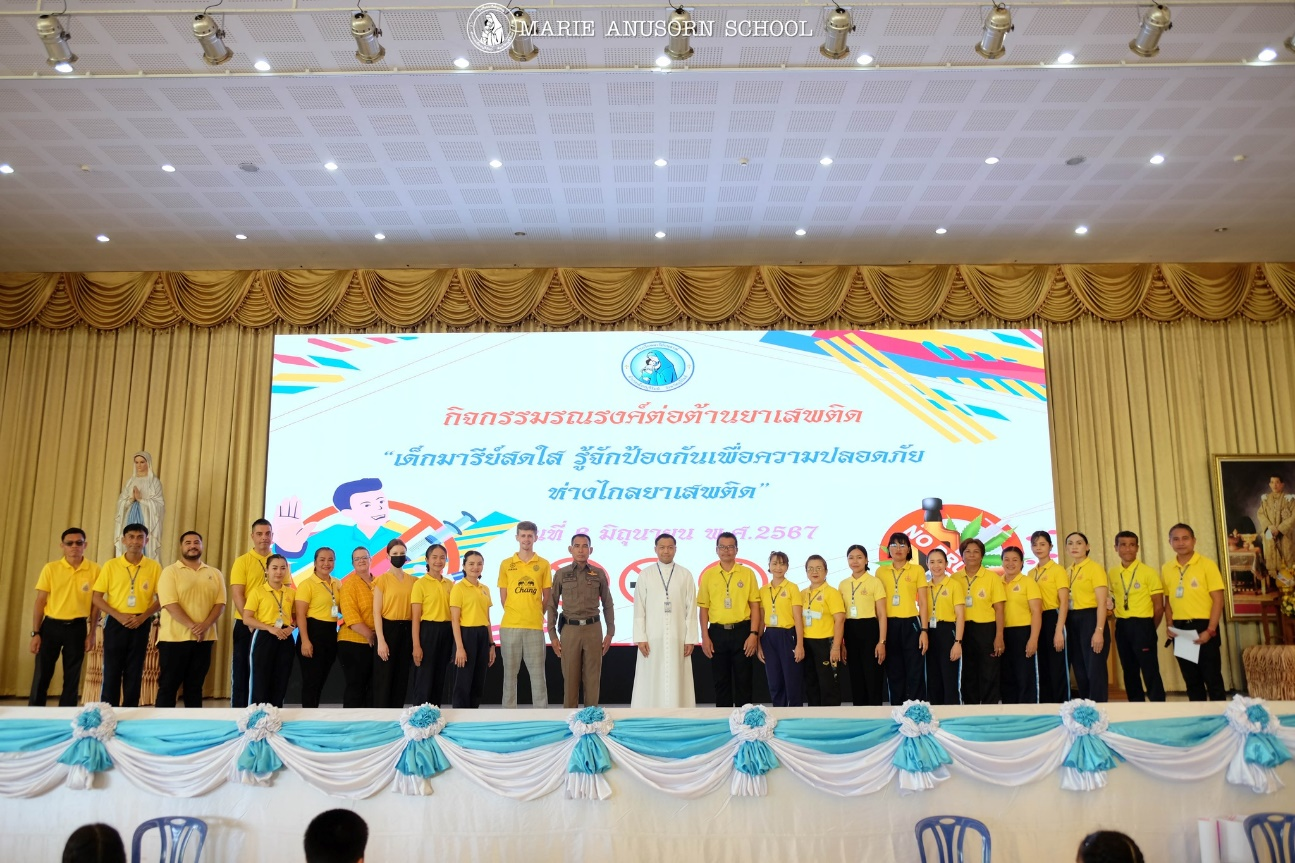 MARIE ANUSORN SCHOOL
กิจกรรมรณรงค์ต่อต้านยาเสพติด
“เด็กมารีย์สดใส รู้จักป้องกันเพื่อความปลอดภัย
ห่างไกลยาเสพติด”
มิถุนายน พ.ศ.2567
NO
Chang